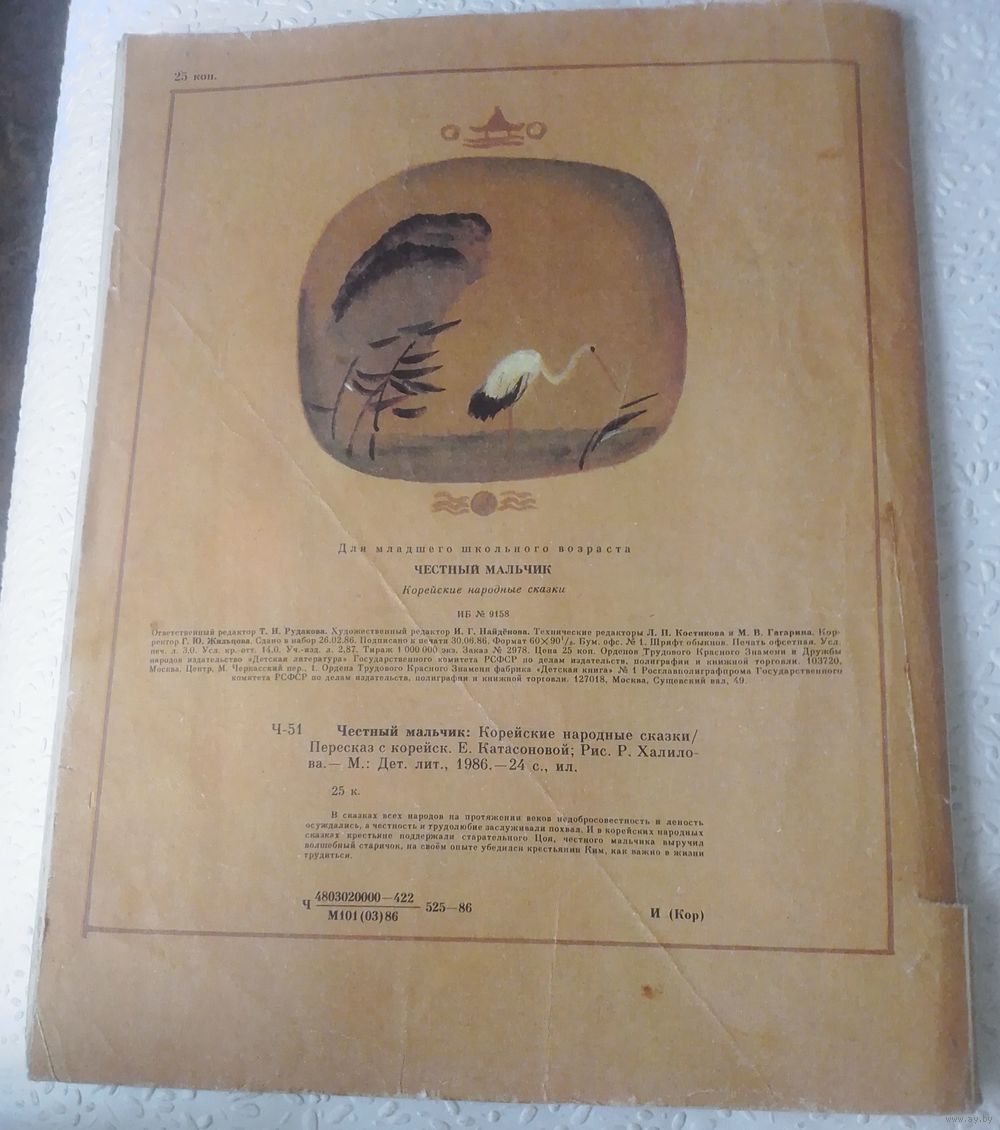 25 коп.
Для младшего школьного возраста
ЧЕСТНЫЙ МАЛЬЧИК
Корейские народные сказки
ИБ № 9158
Ответственный редактор Т. Н. Рудакова. Художественный редактор И. Г. Найдёнова. Технические редакторы Л. П. Костикова и М. В. Гагарина. Кор-
ректор Г. Ю. Жильцова. Сдано в набор 26.02.86. Подписано к печати 30.06.86. Формат 60×90¹/₈. Бум. офс. № 1. Шрифт обыкнов. Печать офсетная. Усл.
печ. л. 3,0. Усл. кр.-отт. 14,0. Уч.-изд. л. 2,87. Тираж 1 000 000 экз. Заказ № 2978. Цена 25 коп. Орденов Трудового Красного Знамени и Дружбы
народов издательство «Детская литература» Государственного комитета РСФСР по делам издательств, полиграфии и книжной торговли. 103720,
Москва, Центр, М. Черкасский пер., 1. Ордена Трудового Красного Знамени фабрика «Детская книга» № 1 Росглавполиграфпрома Государственного
комитета РСФСР по делам издательств, полиграфии и книжной торговли. 127018, Москва, Сущевский вал, 49.
Ч-51 Честный мальчик: Корейские народные сказки/
Пересказ с корейск. Е. Катасоновой; Рис. Р. Халило-
ва.— М.: Дет. лит., 1986.—24 с., ил.
25 к.
В сказках всех народов на протяжении веков недобросовестность и леность
осуждались, а честность и трудолюбие заслуживали похвал. И в корейских народных
сказках крестьяне поддержали старательного Цоя, честного мальчика выручил
волшебный старичок, на своём опыте убедился крестьянин Ким, как важно в жизни
трудиться.
Ч 4803020000—422
М101(03)86 525—86
И (Кор)
www.ay.by